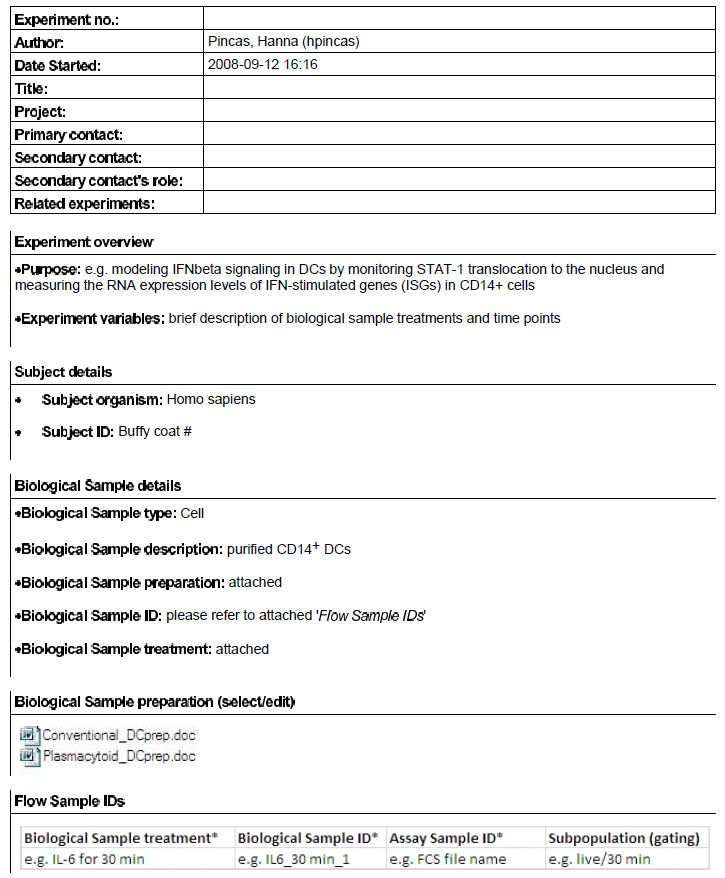 Experiment no.:
Author: Pincas, Hanna (hpincas)
Date Started: 2008-09-12 16:16
Title:
Project:
Primary contact:
Secondary contact:
Secondary contact's role:
Related experiments:
Experiment overview
•Purpose: e.g. modeling IFNbeta signaling in DCs by monitoring STAT-1 translocation to the nucleus and
measuring the RNA expression levels of IFN-stimulated genes (ISGs) in CD14+ cells
•Experiment variables: brief description of biological sample treatments and time points
Subject details
• Subject organism: Homo sapiens
• Subject ID: Buffy coat #
Biological Sample details
•Biological Sample type: Cell
•Biological Sample description: purified CD14+ DCs
•Biological Sample preparation: attached
•Biological Sample ID: please refer to attached 'Flow Sample IDs'
•Biological Sample treatment: attached
Biological Sample preparation (select/edit)
Conventional_DCprep.doc
Plasmacytoid_DCprep.doc
Flow Sample IDs
Biological Sample treatment* Biological Sample ID* Assay Sample ID* Subpopulation (gating)
e.g. IL-6 for 30 min e.g. IL6_30 min_1 e.g. FCS file name e.g. live/30 min